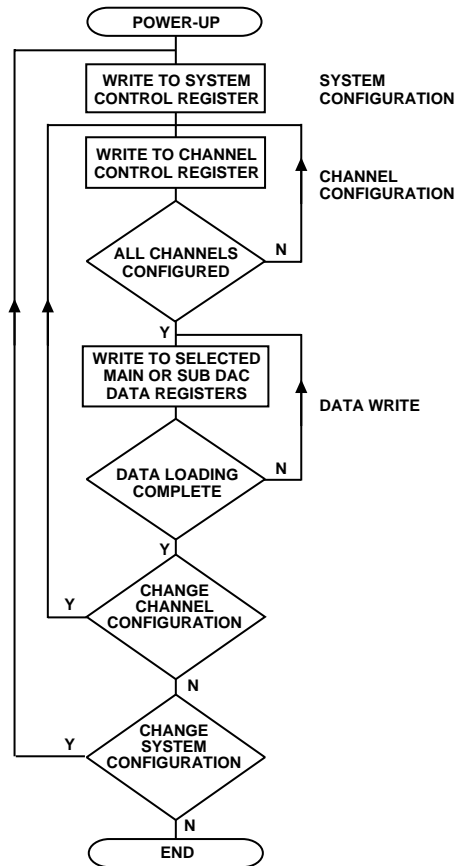 POWER-UP
WRITE TO SYSTEM
CONTROL REGISTER
SYSTEM
CONFIGURATION
WRITE TO CHANNEL
CONTROL REGISTER
CHANNEL
CONFIGURATION
ALL CHANNELS
CONFIGURED
N
Y
WRITE TO SELECTED
MAIN OR SUB DAC
DATA REGISTERS
DATA WRITE
DATA LOADING
COMPLETE
N
Y
CHANGE
CHANNEL
CONFIGURATION
Y
N
CHANGE
SYSTEM
CONFIGURATION
Y
N
END